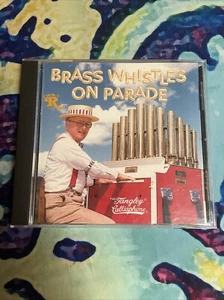 BRASS WHISTLES
ON PARADE
R
"Tangley"
Calliaphone